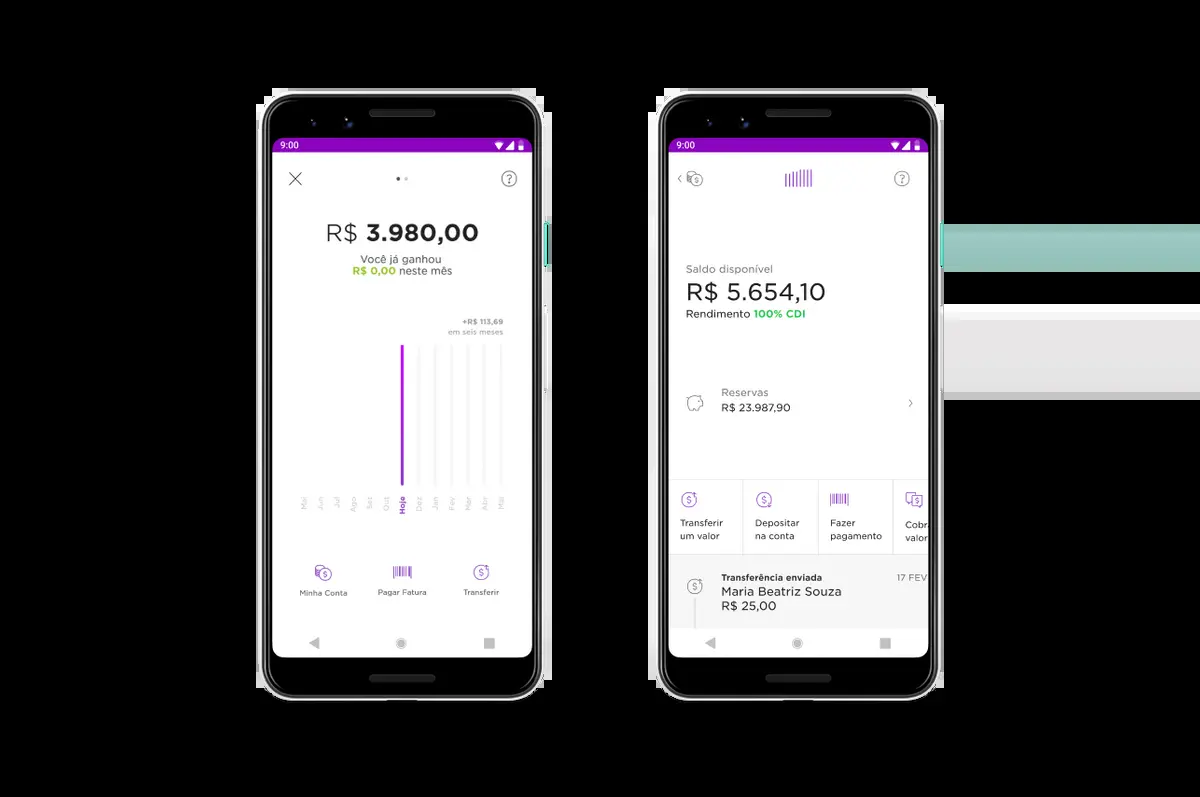 9:00
R$ 3.980,00
Você já ganhou
R$ 0,00 neste mês
+R$ 113,69
em seis meses
Mai
Jun
Jul
Ago
Set
Out
Hoje
Dez
Jan
Fev
Mar
Abr
Mai
Minha Conta
Pagar Fatura
Transferir
9:00
Saldo disponível
R$ 5.654,10
Rendimento 100% CDI
Reservas
R$ 23.987,90
Transferir
um valor
Depositar
na conta
Fazer
pagamento
Cobr
valor
Transferência enviada
17 FEV
Maria Beatriz Souza
R$ 25,00